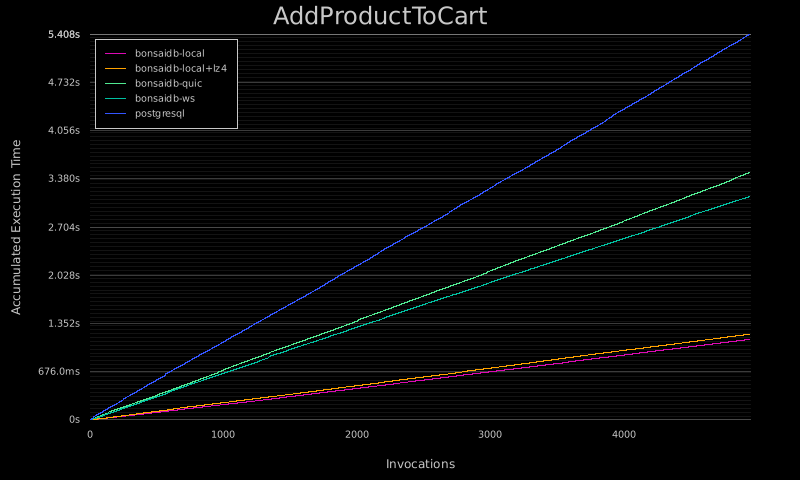 AddProductToCart
5.408s
4.732s
4.056s
3.380s
2.704s
2.028s
1.352s
676.0ms
0s
bonsaidb-local
bonsaidb-local+lz4
bonsaidb-quic
bonsaidb-ws
postgresql
Accumulated Execution Time
0 1000 2000 3000 4000
Invocations